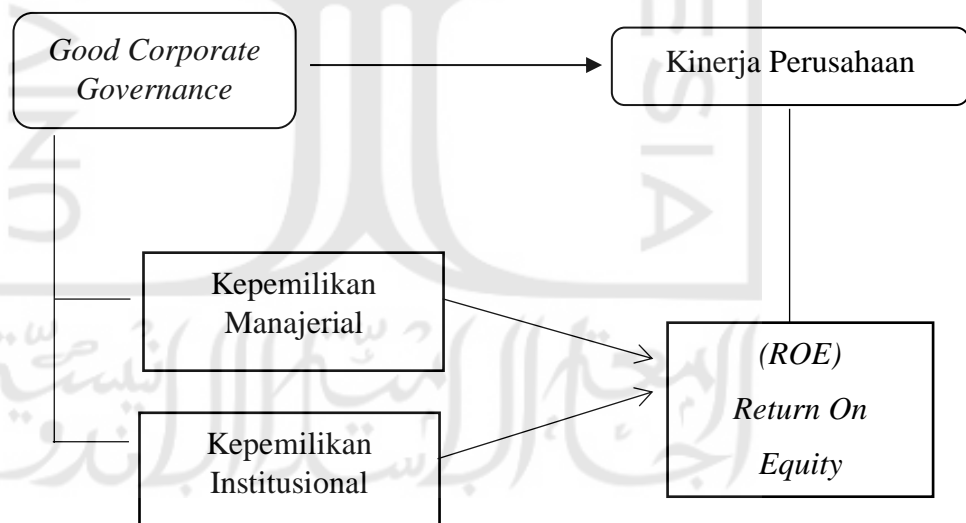 Good Corporate
Governance
Kinerja Perusahaan
Kepemilikan
Manajerial
(ROE)
Return On
Equity
Kepemilikan
Institusional